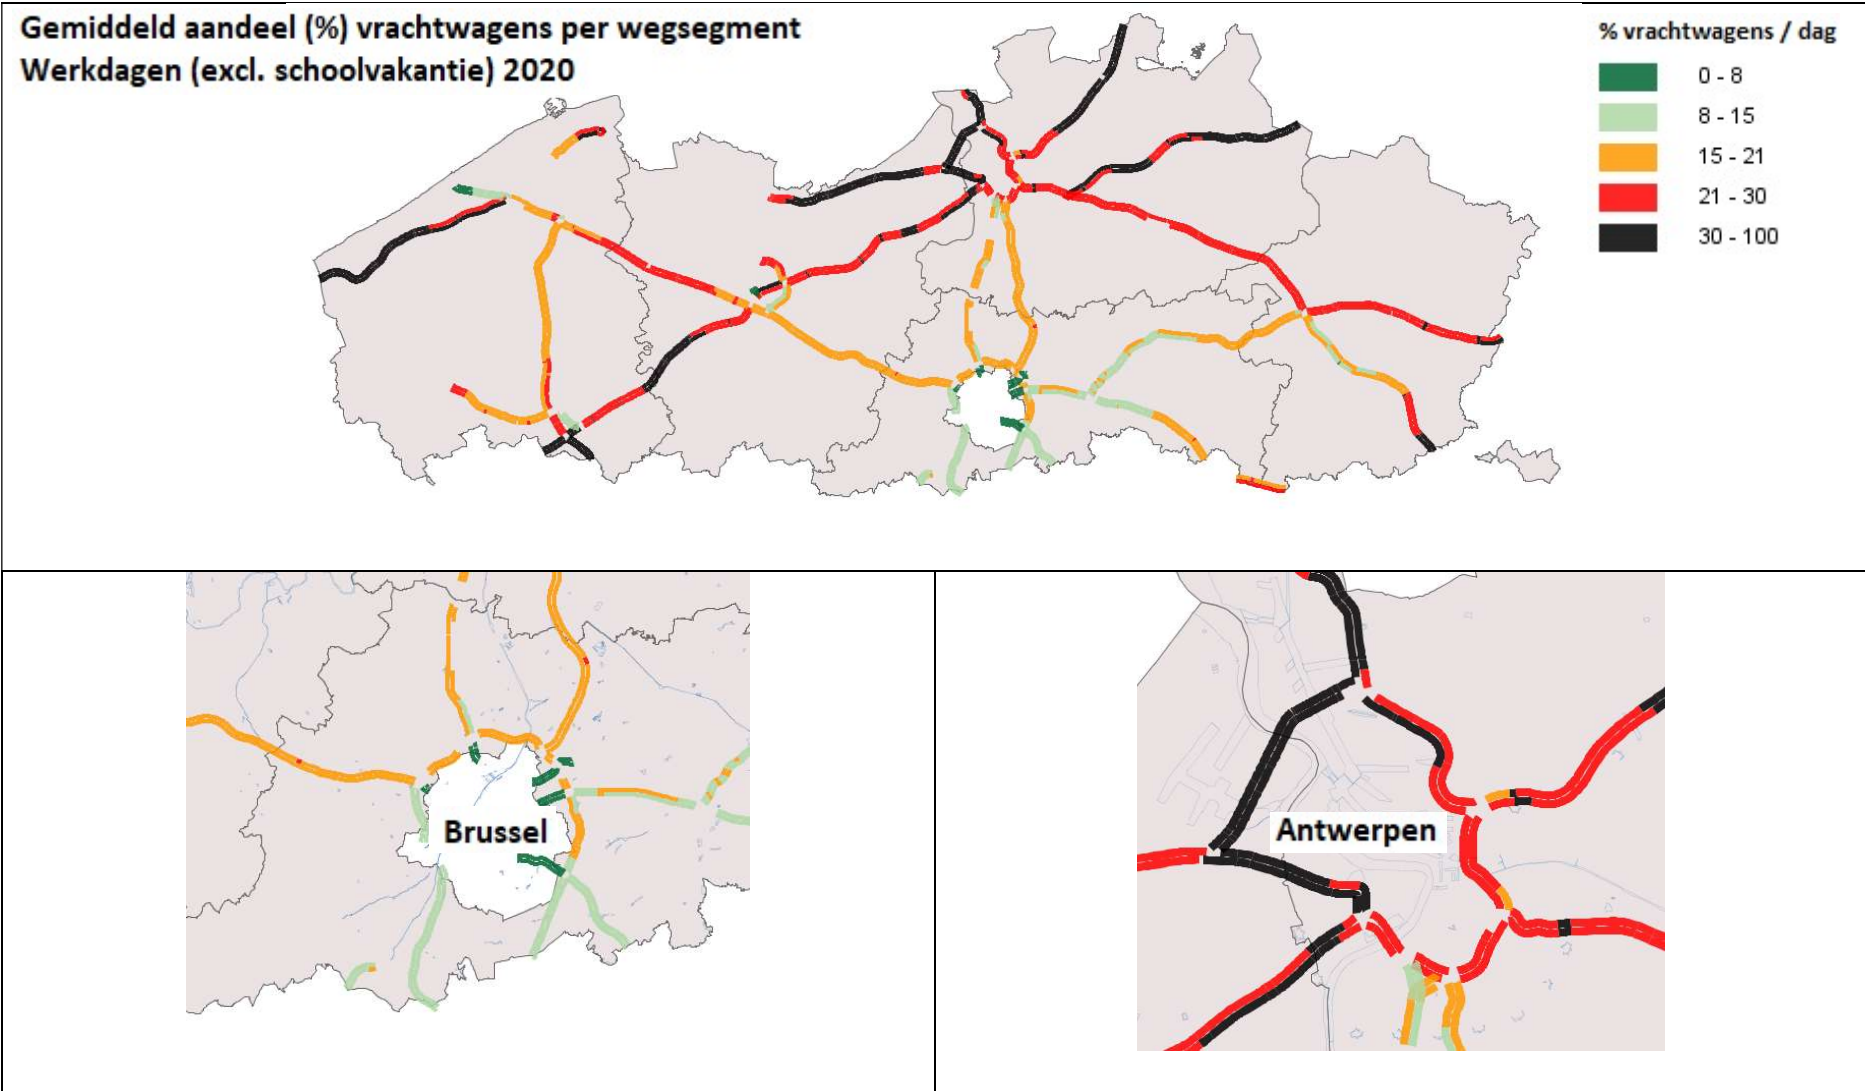 Gemiddeld aandeel (%) vrachtwagens per wegsegment
Werkdagen (excl. schoolvakantie) 2020
% vrachtwagens / dag
0 - 8
8 - 15
15 - 21
21 - 30
30 - 100
Brussel
Antwerpen